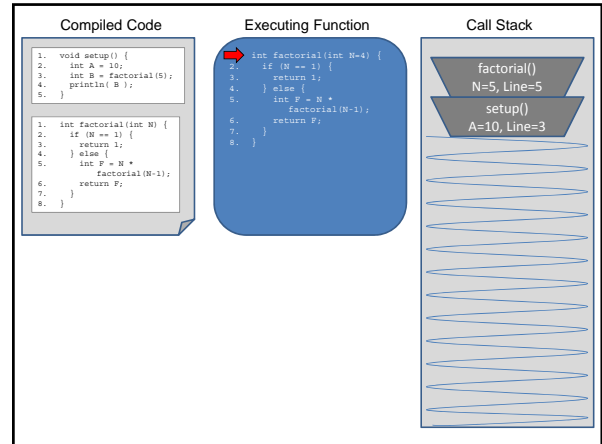 Compiled Code
1. void setup() {
2. int A = 10;
3. int B = factorial(5);
4. println( B );
5. }
1. int factorial(int N) {
2. if (N == 1) {
3. return 1;
4. } else {
5. int F = N *
factorial(N-1);
6. return F;
7. }
8. }
Executing Function
int factorial(int N=4) {
2. if (N == 1) {
3. return 1;
4. } else {
5. int F = N *
factorial(N-1);
6. return F;
7. }
8. }
Call Stack
factorial()
N=5, Line=5
setup()
A=10, Line=3